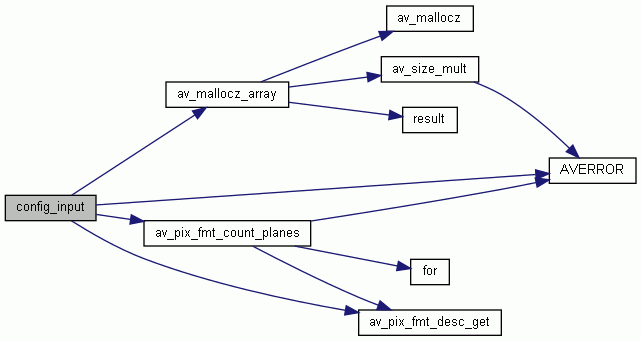 av_mallocz
av_size_mult
av_mallocz_array
result
AVERROR
config_input
av_pix_fmt_count_planes
for
av_pix_fmt_desc_get